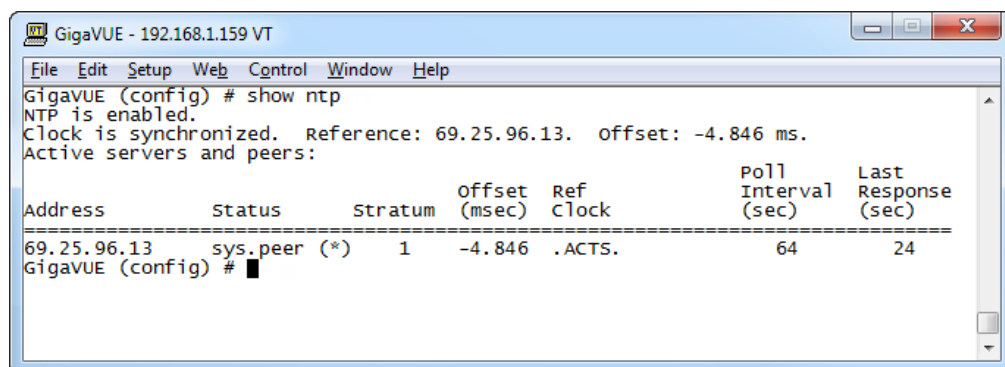 GigaVUE - 192.168.1.159 VT
File Edit Setup Web Control Window Help
GigaVUE (config) # show ntp
NTP is enabled.
Clock is synchronized.  Reference: 69.25.96.13.  Offset: -4.846 ms.
Active servers and peers:
Poll Last
Offset Ref Interval Response
Address Status Stratum (msec) Clock (sec) (sec)
==============================================================================
69.25.96.13 sys.peer (*) 1 -4.846 .ACTS. 64 24
GigaVUE (config) #